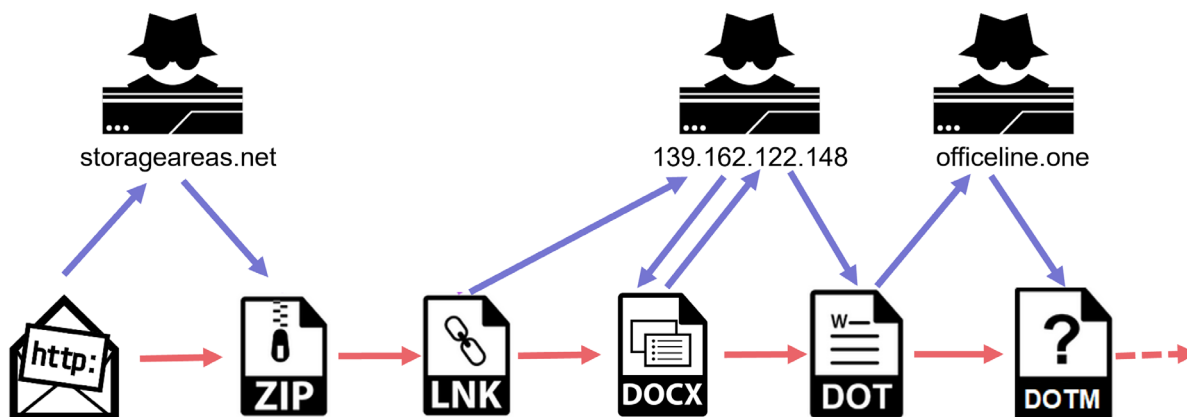 storageareas.net
139.162.122.148
officeline.one
http:
ZIP
LNK
DOCX
W
DOT
?
DOTM